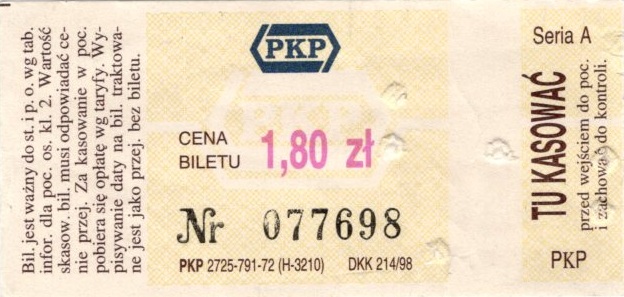 Bil. jest ważny do st. i p. o. wg tab.
infor. dla poc. os. kl. 2. Wartość
skasow. bil. musi odpowiadać ce-
nie przej. Za kasowanie w poc.
pobiera się opłatę wg taryfy. Wy-
pisywanie daty na bil. traktowa-
ne jest jako przej. bez biletu.
PKP
PKP
CENA
BILETU 1,80 zł
Nr 077698
PKP 2725-791-72 (H-3210) DKK 214/98
Seria A
TU KASOWAĆ
przed wejściem do poc.
i zachować do kontroli.
PKP